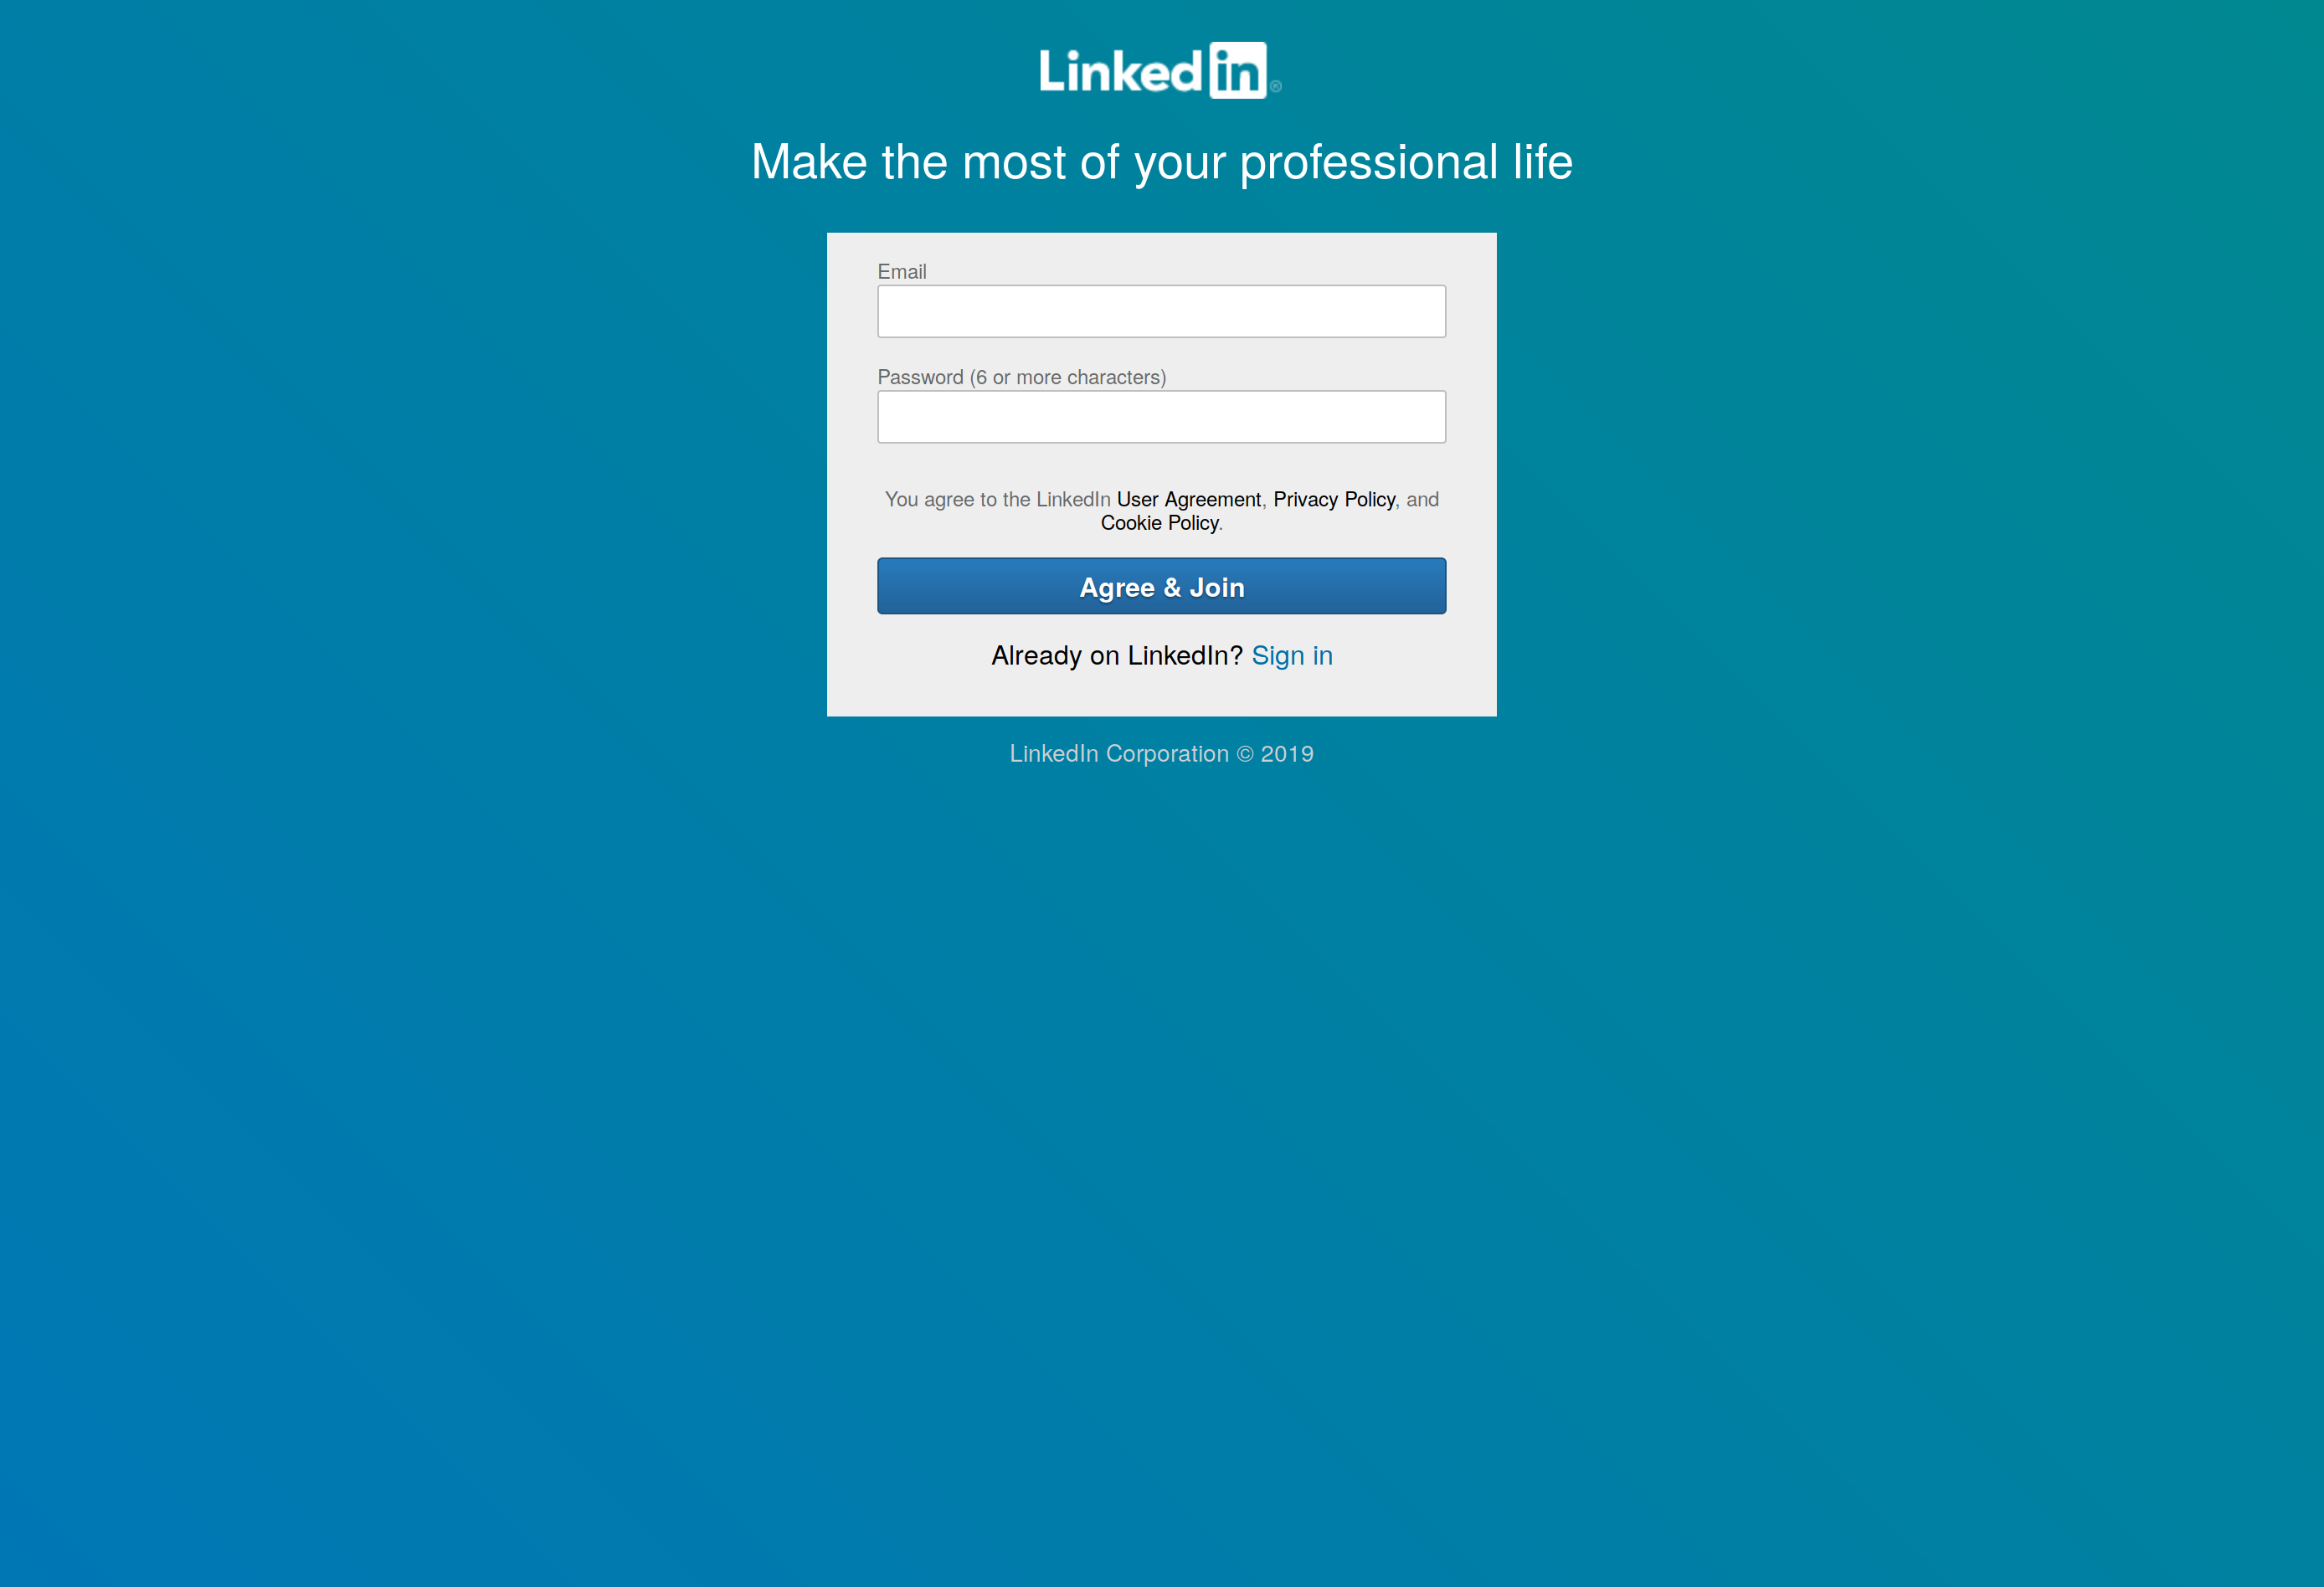 Linked in ®
Make the most of your professional life
Email
Password (6 or more characters)
You agree to the LinkedIn User Agreement, Privacy Policy, and
Cookie Policy.
Agree & Join
Already on LinkedIn? Sign in
LinkedIn Corporation © 2019